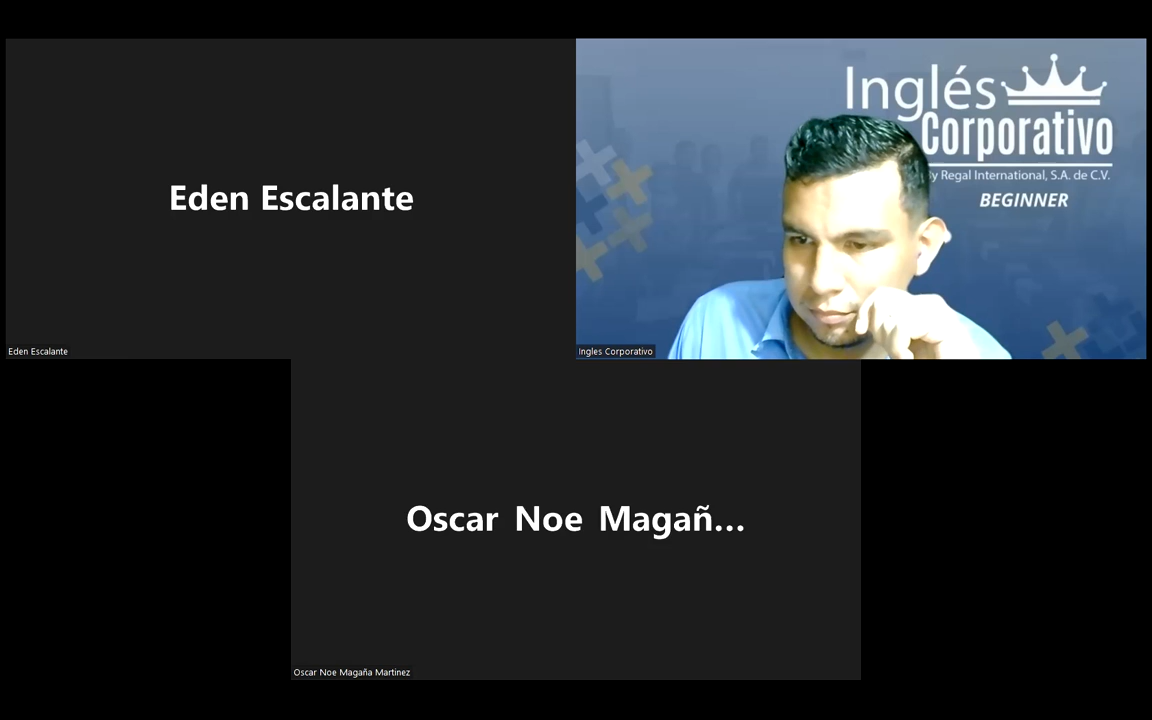 Eden Escalante
Eden Escalante
Inglés
Corporativo
By Regal International, S.A. de C.V.
BEGINNER
Ingles Corporativo
Oscar Noe Magañ...
Oscar Noe Magaña Martinez